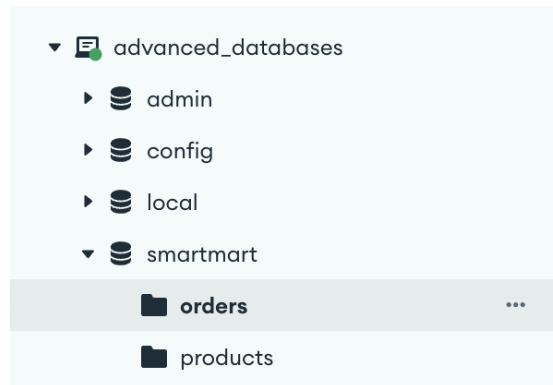 advanced_databases
admin
config
local
smartmart
orders
products